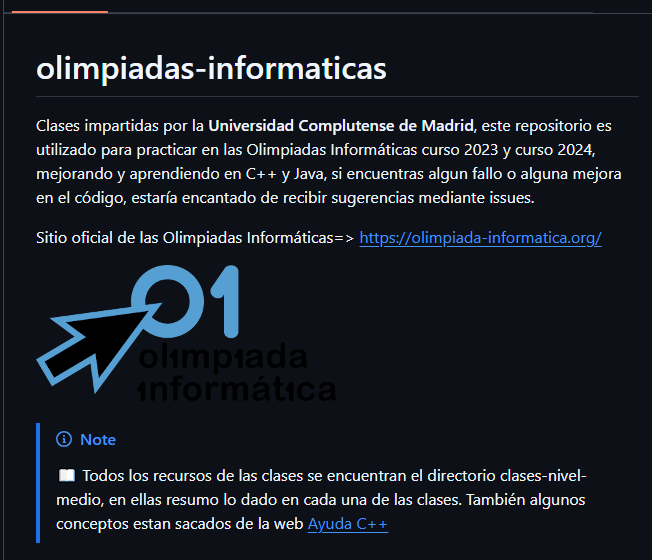 olimpiadas-informaticas
Clases impartidas por la Universidad Complutense de Madrid, este repositorio es
utilizado para practicar en las Olimpiadas Informáticas curso 2023 y curso 2024,
mejorando y aprendiendo en C++ y Java, si encuentras algun fallo o alguna mejora
en el código, estaría encantado de recibir sugerencias mediante issues.
Sitio oficial de las Olimpiadas Informáticas=> https://olimpiada-informatica.org/
01
olimpiada
informática
Note
📖 Todos los recursos de las clases se encuentran el directorio clases-nivel-
medio, en ellas resumo lo dado en cada una de las clases. También algunos
conceptos estan sacados de la web Ayuda C++